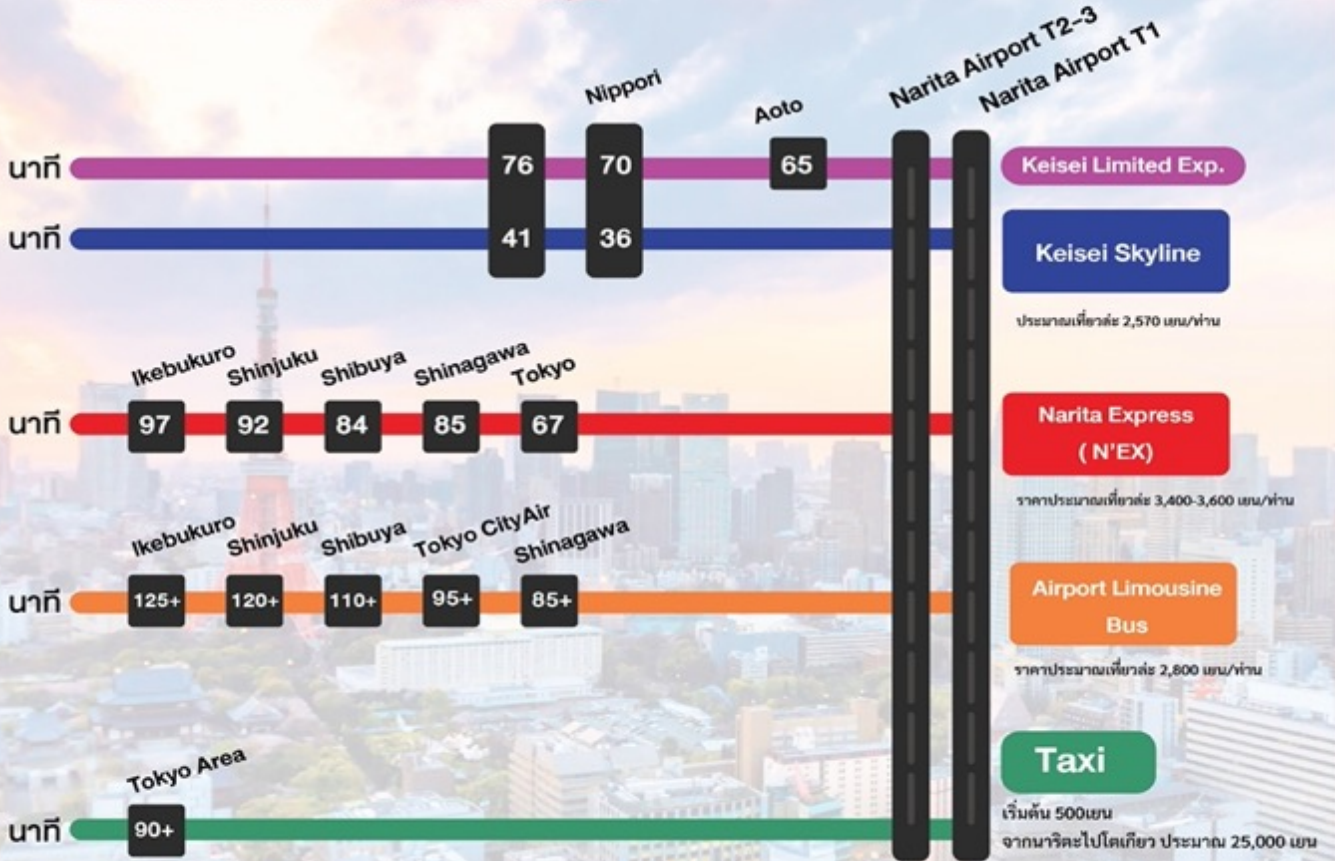 Narita Airport T2-3
Narita Airport T1
Nippori
Aoto
นาที
76
70
65
Keisei Limited Exp.
นาที
41
36
Keisei Skyline
ประมาณเที่ยวล่ะ 2,570 เยน/ท่าน
Ikebukuro
Shinjuku
Shibuya
Shinagawa
Tokyo
นาที
97
92
84
85
67
Narita Express
( N'EX)
ราคาประมาณเที่ยวล่ะ 3,400-3,600 เยน/ท่าน
Ikebukuro
Shinjuku
Shibuya
Tokyo CityAir
Shinagawa
นาที
125+
120+
110+
95+
85+
Airport Limousine
Bus
ราคาประมาณเที่ยวล่ะ 2,800 เยน/ท่าน
Tokyo Area
นาที
90+
Taxi
เริ่มต้น 500เยน
จากนาริตะไปโตเกียว ประมาณ 25,000 เยน